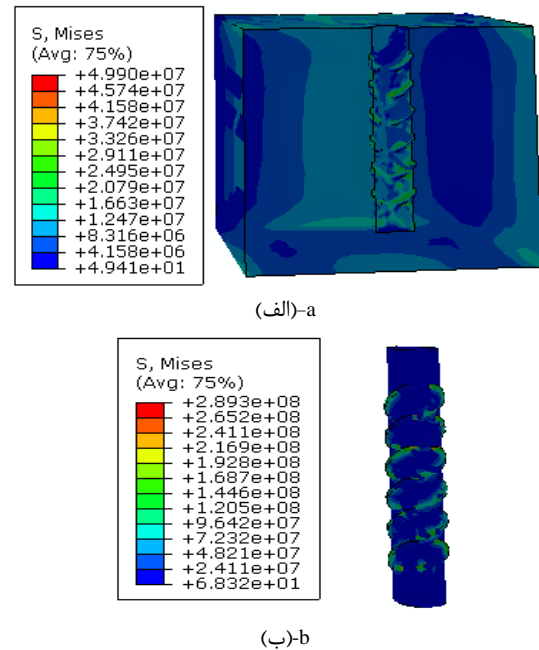 S, Mises
(Avg: 75%)
+4.990e+07
+4.574e+07
+4.158e+07
+3.742e+07
+3.326e+07
+2.911e+07
+2.495e+07
+2.079e+07
+1.663e+07
+1.247e+07
+8.316e+06
+4.158e+06
+4.941e+01
(الف)-a
S, Mises
(Avg: 75%)
+2.893e+08
+2.652e+08
+2.411e+08
+2.169e+08
+1.928e+08
+1.687e+08
+1.446e+08
+1.205e+08
+9.642e+07
+7.232e+07
+4.821e+07
+2.411e+07
+6.832e+01
(ب)-b